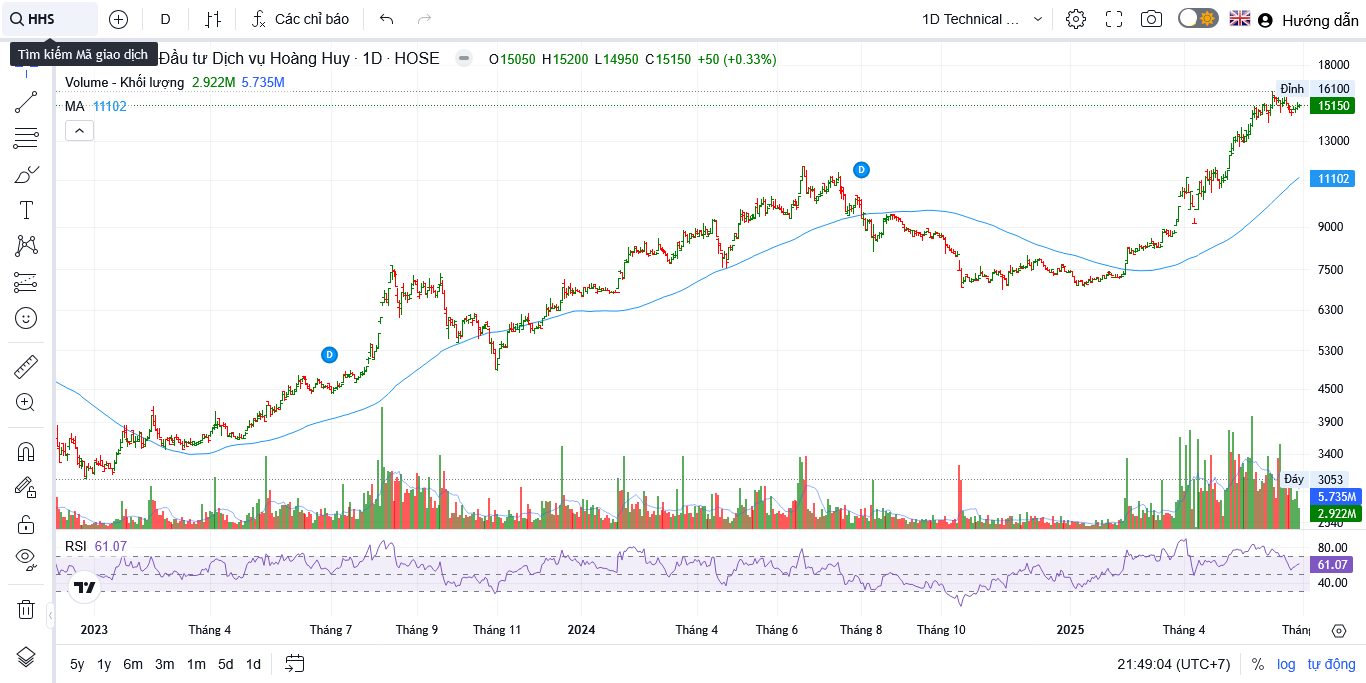 HHS D Các chỉ báo 1D Technical ... Hướng dẫn
Tìm kiếm Mã giao dịch
Đầu tư Dịch vụ Hoàng Huy · 1D · HOSE O15050 H15200 L14950 C15150 +50 (+0.33%)
Volume - Khối lượng 2.922M 5.735M
MA 11102
18000
Đỉnh 16100
15150
13000
11102
9000
7500
6300
5300
4500
3900
3400
Đáy 3053
5.735M
2.922M
2340
D
D
RSI 61.07
80.00
61.07
40.00
2023 Tháng 4 Tháng 7 Tháng 9 Tháng 11 2024 Tháng 4 Tháng 6 Tháng 8 Tháng 10 2025 Tháng 4
5y 1y 6m 3m 1m 5d 1d 21:49:04 (UTC+7) % log tự động